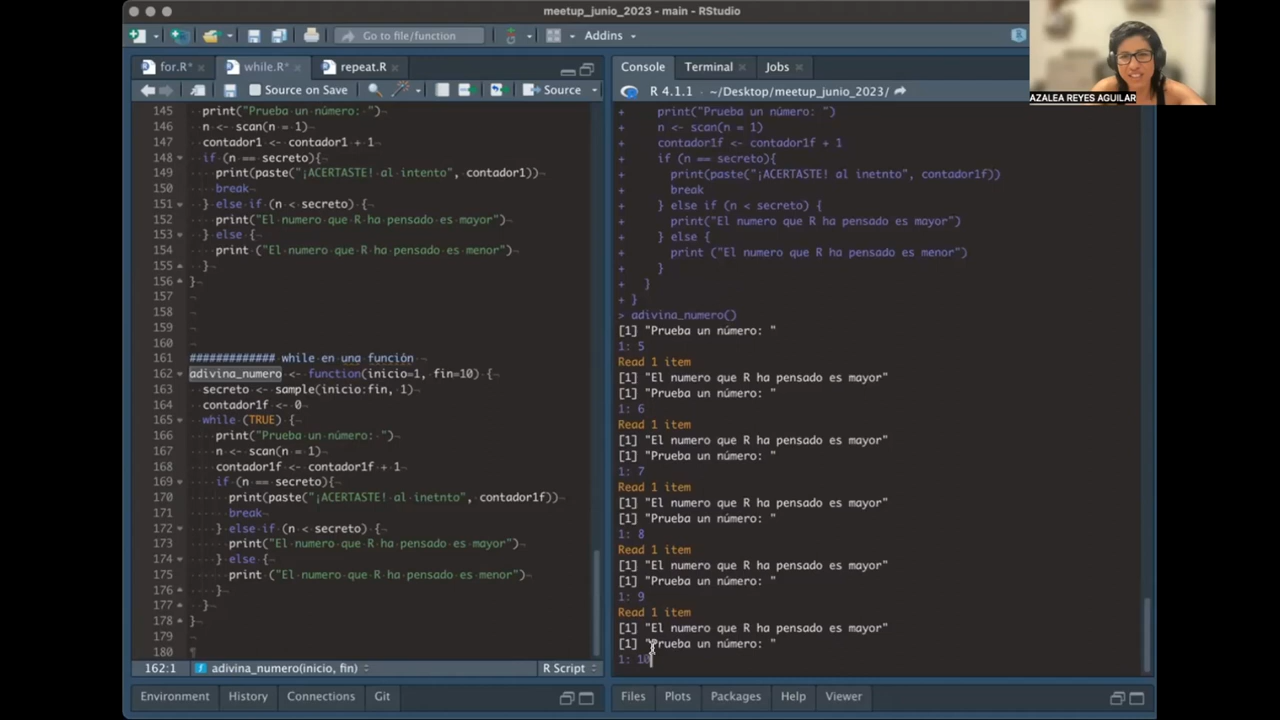 meetup_junio_2023 - main - RStudio
Go to file/function
Addins
AZALEA REYES AGUILAR
for.R*
while.R*
repeat.R
Source on Save
Source
145 print("Prueba un número: ")
146 n <- scan(n = 1)
147 contador1 <- contador1 + 1
148 if (n == secreto){
149 print(paste("¡ACERTASTE! al intento", contador1))
150 break
151 } else if (n < secreto) {
152 print("El numero que R ha pensado es mayor")
153 } else {
154 print ("El numero que R ha pensado es menor")
155 }
156 }
157
158
159
160
161 ############# while en una función
162 adivina_numero <- function(inicio=1, fin=10) {
163 secreto <- sample(inicio:fin, 1)
164 contador1f <- 0
165 while (TRUE) {
166 print("Prueba un número: ")
167 n <- scan(n = 1)
168 contador1f <- contador1f + 1
169 if (n == secreto){
170 print(paste("¡ACERTASTE! al inetnto", contador1f))
171 break
172 } else if (n < secreto) {
173 print("El numero que R ha pensado es mayor")
174 } else {
175 print ("El numero que R ha pensado es menor")
176 }
177 }
178 }
179
180
162:1 adivina_numero(inicio, fin) R Script
Environment History Connections Git
Console Terminal Jobs
R 4.1.1 · ~/Desktop/meetup_junio_2023/
+ print("Prueba un número: ")
+ n <- scan(n = 1)
+ contador1f <- contador1f + 1
+ if (n == secreto){
+ print(paste("¡ACERTASTE! al inetnto", contador1f))
+ break
+ } else if (n < secreto) {
+ print("El numero que R ha pensado es mayor")
+ } else {
+ print ("El numero que R ha pensado es menor")
+ }
+ }
+ }
> adivina_numero()
[1] "Prueba un número: "
1: 5
Read 1 item
[1] "El numero que R ha pensado es mayor"
[1] "Prueba un número: "
1: 6
Read 1 item
[1] "El numero que R ha pensado es mayor"
[1] "Prueba un número: "
1: 7
Read 1 item
[1] "El numero que R ha pensado es mayor"
[1] "Prueba un número: "
1: 8
Read 1 item
[1] "El numero que R ha pensado es mayor"
[1] "Prueba un número: "
1: 9
Read 1 item
[1] "El numero que R ha pensado es mayor"
[1] "Prueba un número: "
1: 10
Files Plots Packages Help Viewer